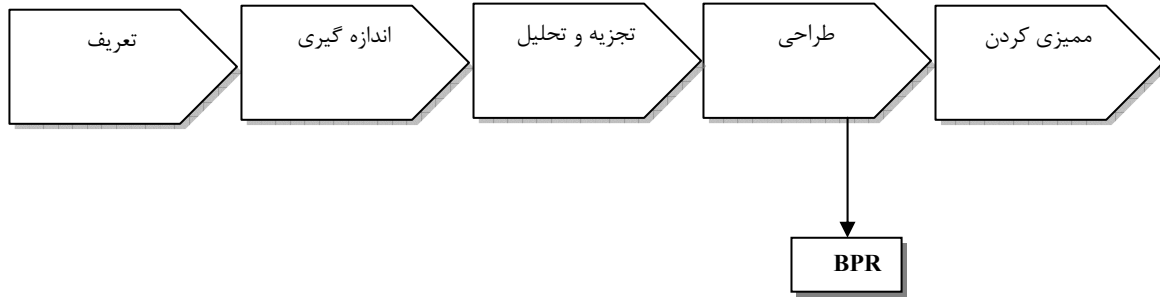 تعریف
اندازه گیری
تجزیه و تحلیل
طراحی
ممیزی کردن
BPR